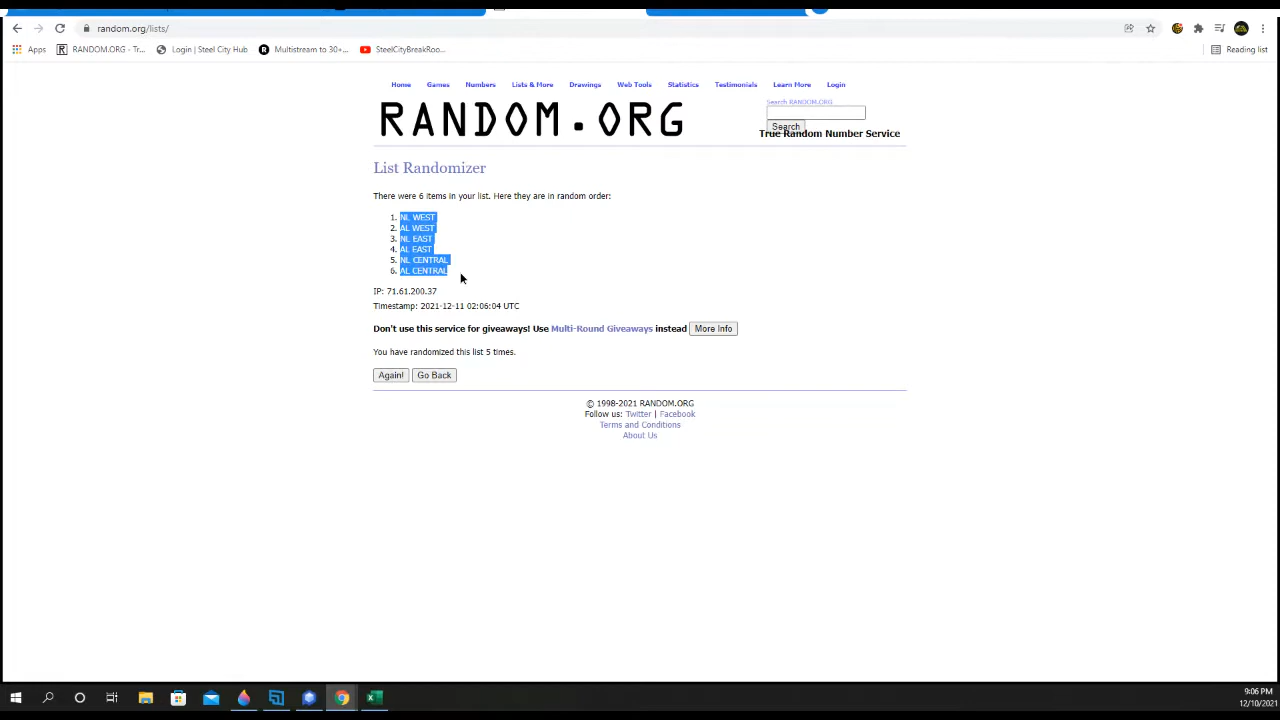 random.org/lists/
Reading list
Apps
RANDOM.ORG - Tr...
Login | Steel City Hub
Multistream to 30+...
SteelCityBreakRoo...
Home Games Numbers Lists & More Drawings Web Tools Statistics Testimonials Learn More Login
RANDOM.ORG
Search RANDOM.ORG
Search
True Random Number Service
List Randomizer
There were 6 items in your list. Here they are in random order:
1. NL WEST
2. AL WEST
3. NL EAST
4. AL EAST
5. NL CENTRAL
6. AL CENTRAL
IP: 71.61.200.37
Timestamp: 2021-12-11 02:06:04 UTC
Don't use this service for giveaways! Use Multi-Round Giveaways instead More Info
You have randomized this list 5 times.
Again! Go Back
© 1998-2021 RANDOM.ORG
Follow us: Twitter | Facebook
Terms and Conditions
About Us
9:06 PM
12/10/2021